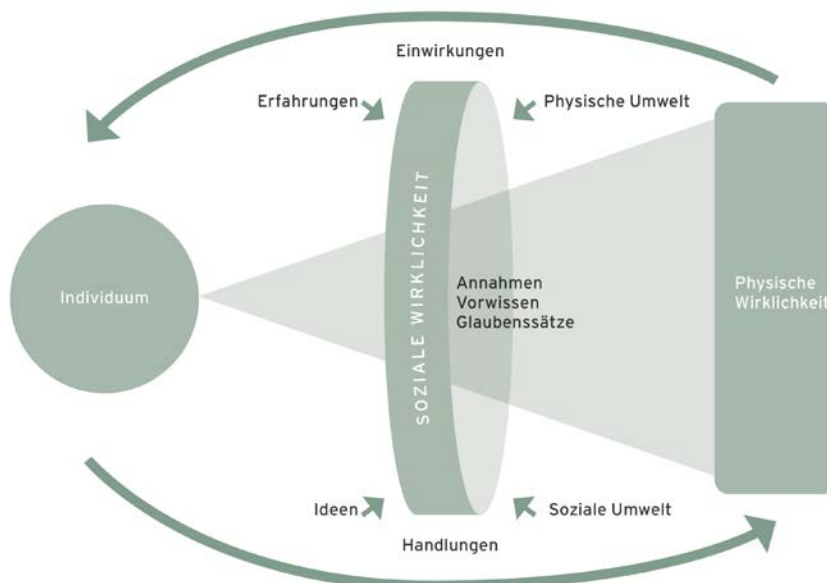 Einwirkungen
Erfahrungen
Physische Umwelt
SOZIALE WIRKLICHKEIT
Individuum
Annahmen
Vorwissen
Glaubenssätze
Physische
Wirklichkeit
Ideen
Soziale Umwelt
Handlungen